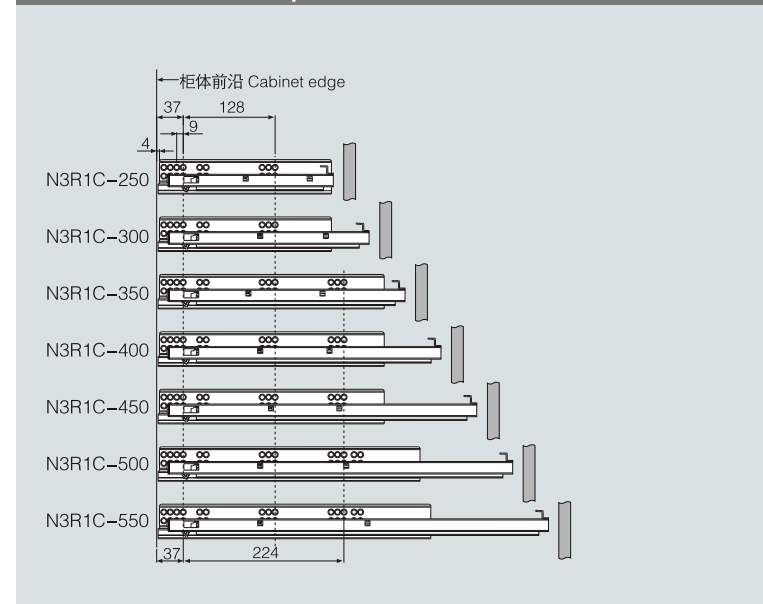 柜体前沿 Cabinet edge
37 128
9
4
N3R1C-250
N3R1C-300
N3R1C-350
N3R1C-400
N3R1C-450
N3R1C-500
N3R1C-550
37 224